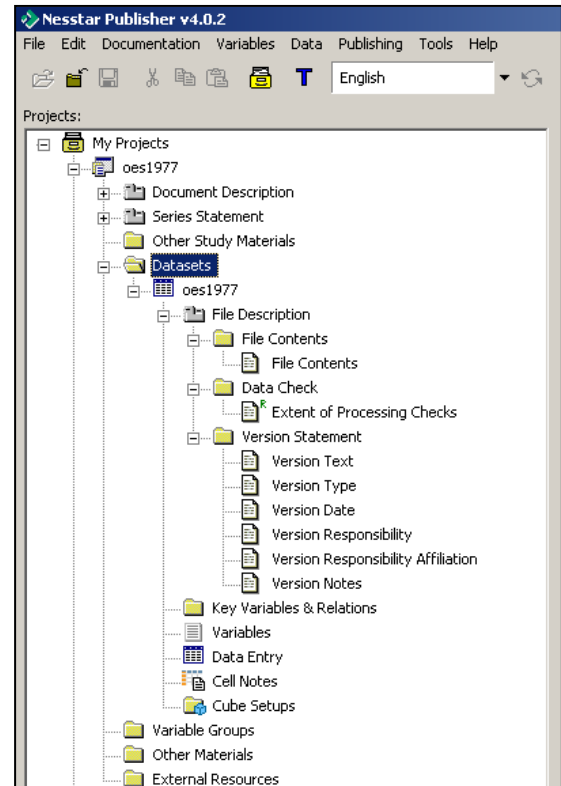 Nesstar Publisher v4.0.2
File Edit Documentation Variables Data Publishing Tools Help
T English
Projects:
My Projects
oes1977
Document Description
Series Statement
Other Study Materials
Datasets
oes1977
File Description
File Contents
File Contents
Data Check
R Extent of Processing Checks
Version Statement
Version Text
Version Type
Version Date
Version Responsibility
Version Responsibility Affiliation
Version Notes
Key Variables & Relations
Variables
Data Entry
Cell Notes
Cube Setups
Variable Groups
Other Materials
External Resources